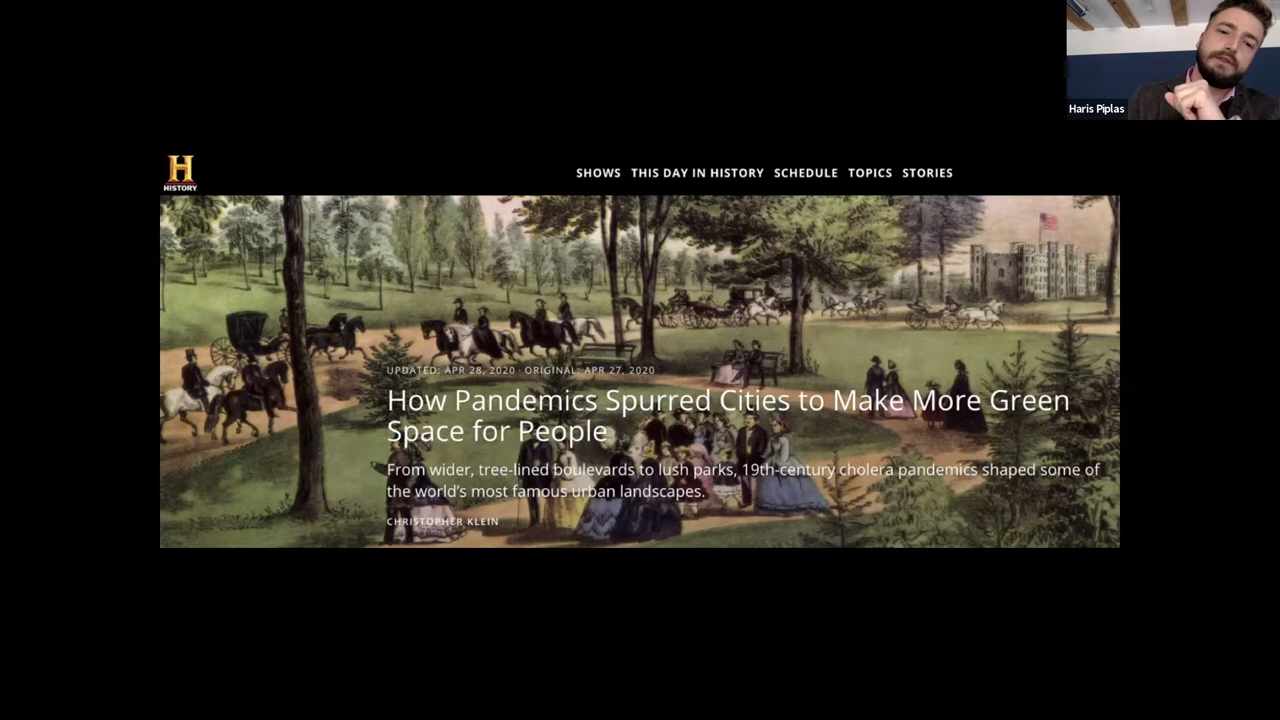 Haris Piplas
H
HISTORY
SHOWS THIS DAY IN HISTORY SCHEDULE TOPICS STORIES
UPDATED: APR 28, 2020 · ORIGINAL: APR 27, 2020
How Pandemics Spurred Cities to Make More Green
Space for People
From wider, tree-lined boulevards to lush parks, 19th-century cholera pandemics shaped some of
the world’s most famous urban landscapes.
CHRISTOPHER KLEIN